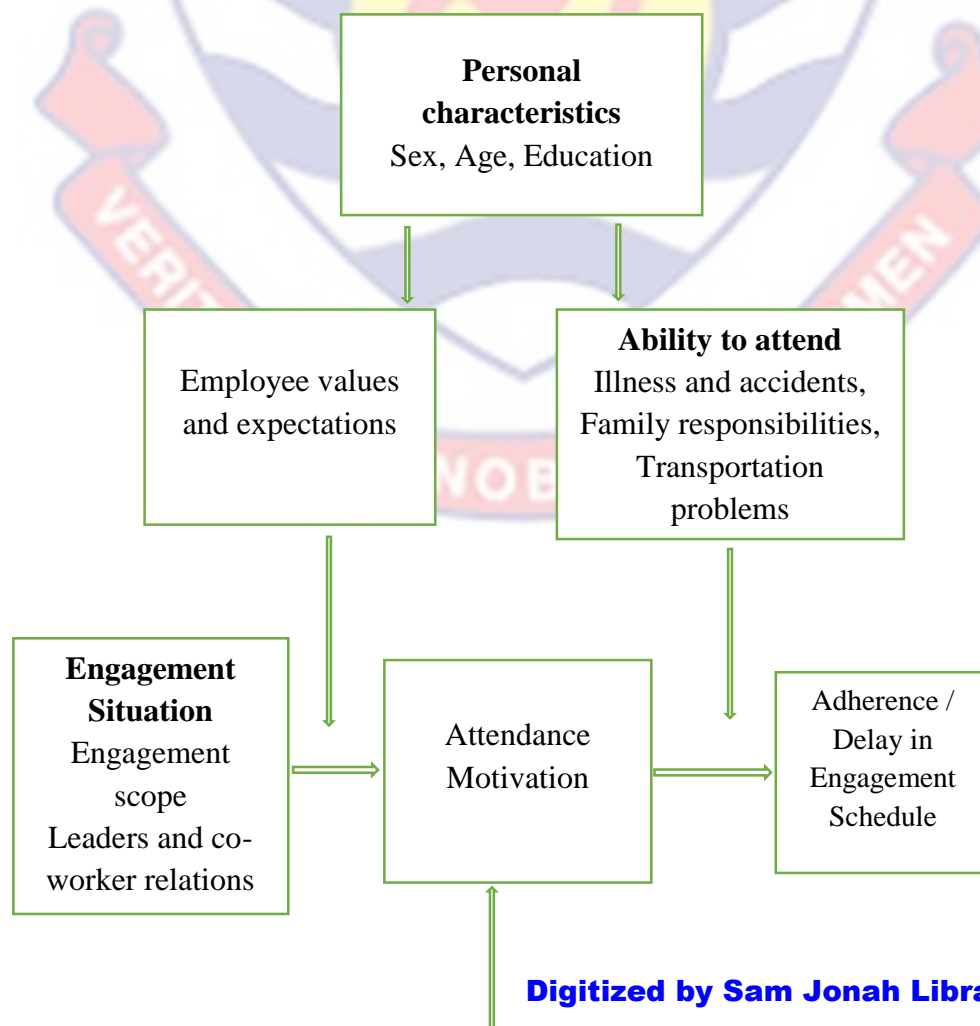 Personal
characteristics
Sex, Age, Education
Employee values
and expectations
Ability to attend
Illness and accidents,
Family responsibilities,
Transportation
problems
Engagement
Situation
Engagement
scope
Leaders and co-
worker relations
Attendance
Motivation
Adherence /
Delay in
Engagement
Schedule
Digitized by Sam Jonah